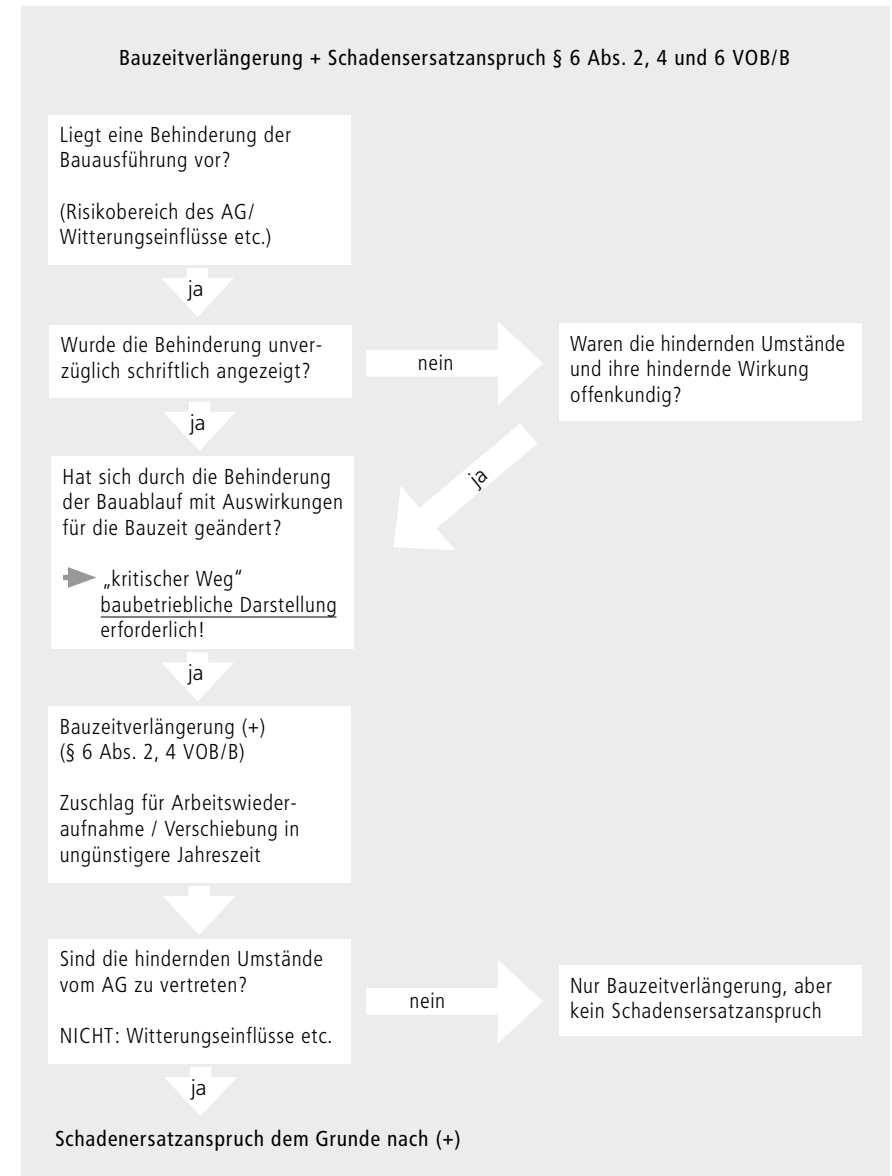 Bauzeitverlängerung + Schadensersatzanspruch § 6 Abs. 2, 4 und 6 VOB/B
Liegt eine Behinderung der
Bauausführung vor?
(Risikobereich des AG/
Witterungseinflüsse etc.)
ja
Wurde die Behinderung unver-
züglich schriftlich angezeigt?
nein
Waren die hindernden Umstände
und ihre hindernde Wirkung
offenkundig?
ja
ja
Hat sich durch die Behinderung
der Bauablauf mit Auswirkungen
für die Bauzeit geändert?
„kritischer Weg“
baubetriebliche Darstellung
erforderlich!
ja
Bauzeitverlängerung (+)
(§ 6 Abs. 2, 4 VOB/B)
Zuschlag für Arbeitswieder-
aufnahme / Verschiebung in
ungünstigere Jahreszeit
Sind die hindernden Umstände
vom AG zu vertreten?
NICHT: Witterungseinflüsse etc.
nein
Nur Bauzeitverlängerung, aber
kein Schadensersatzanspruch
ja
Schadenersatzanspruch dem Grunde nach (+)